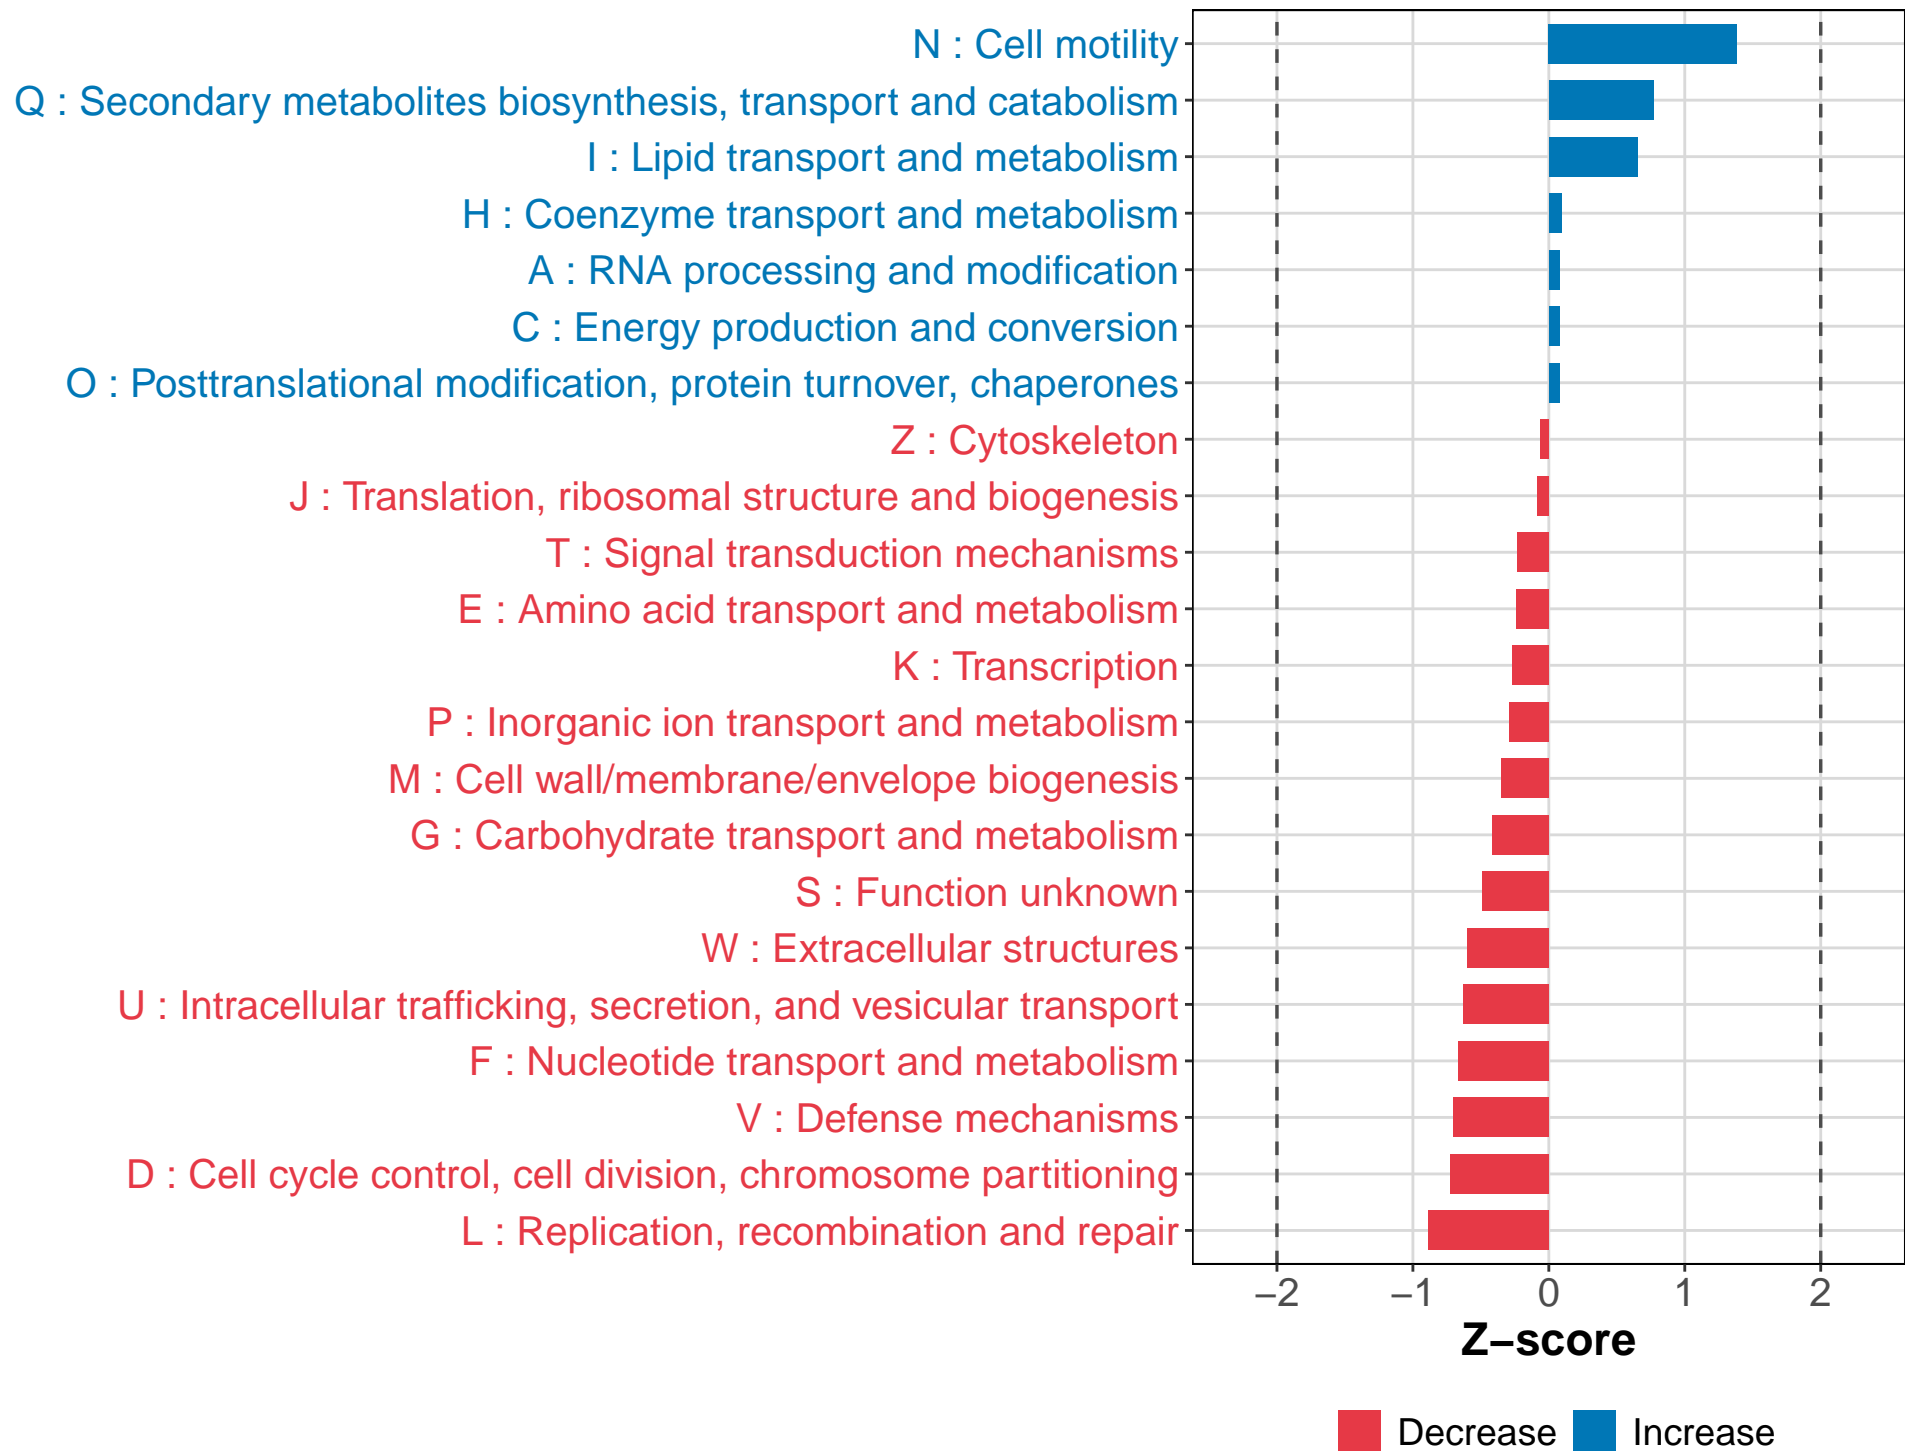 N : Cell motility
Q : Secondary metabolites biosynthesis, transport and catabolism
I : Lipid transport and metabolism
H : Coenzyme transport and metabolism
A : RNA processing and modification
C : Energy production and conversion
O : Posttranslational modification, protein turnover, chaperones
Z : Cytoskeleton
J : Translation, ribosomal structure and biogenesis
T : Signal transduction mechanisms
E : Amino acid transport and metabolism
K : Transcription
P : Inorganic ion transport and metabolism
M : Cell wall/membrane/envelope biogenesis
G : Carbohydrate transport and metabolism
S : Function unknown
W : Extracellular structures
U : Intracellular trafficking, secretion, and vesicular transport
F : Nucleotide transport and metabolism
V : Defense mechanisms
D : Cell cycle control, cell division, chromosome partitioning
L : Replication, recombination and repair
−2 −1 0 1 2
Z−score
Decrease Increase